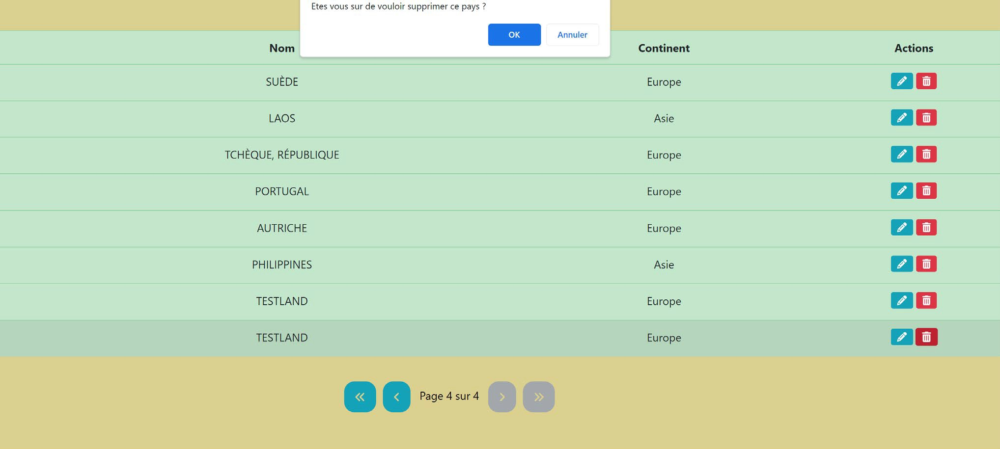 Etes vous sur de vouloir supprimer ce pays ?
OK Annuler
Nom Continent Actions
SUÈDE Europe
LAOS Asie
TCHÈQUE, RÉPUBLIQUE Europe
PORTUGAL Europe
AUTRICHE Europe
PHILIPPINES Asie
TESTLAND Europe
TESTLAND Europe
Page 4 sur 4